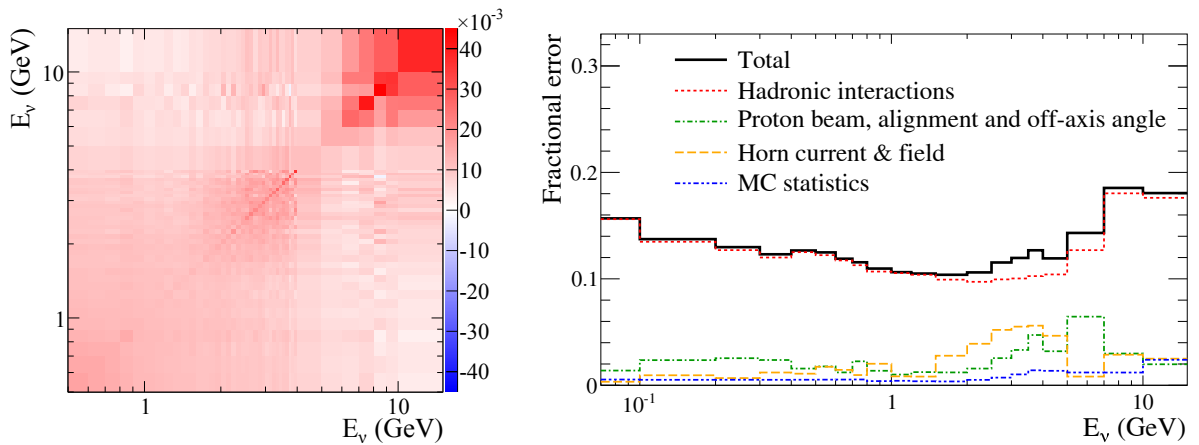 ×10⁻³
E_ν (GeV)
10
1
1
10
E_ν (GeV)
40
30
20
10
0
-10
-20
-30
-40
Fractional error
0.3
0.2
0.1
0
Total
Hadronic interactions
Proton beam, alignment and off-axis angle
Horn current & field
MC statistics
10⁻¹
1
10
E_ν (GeV)